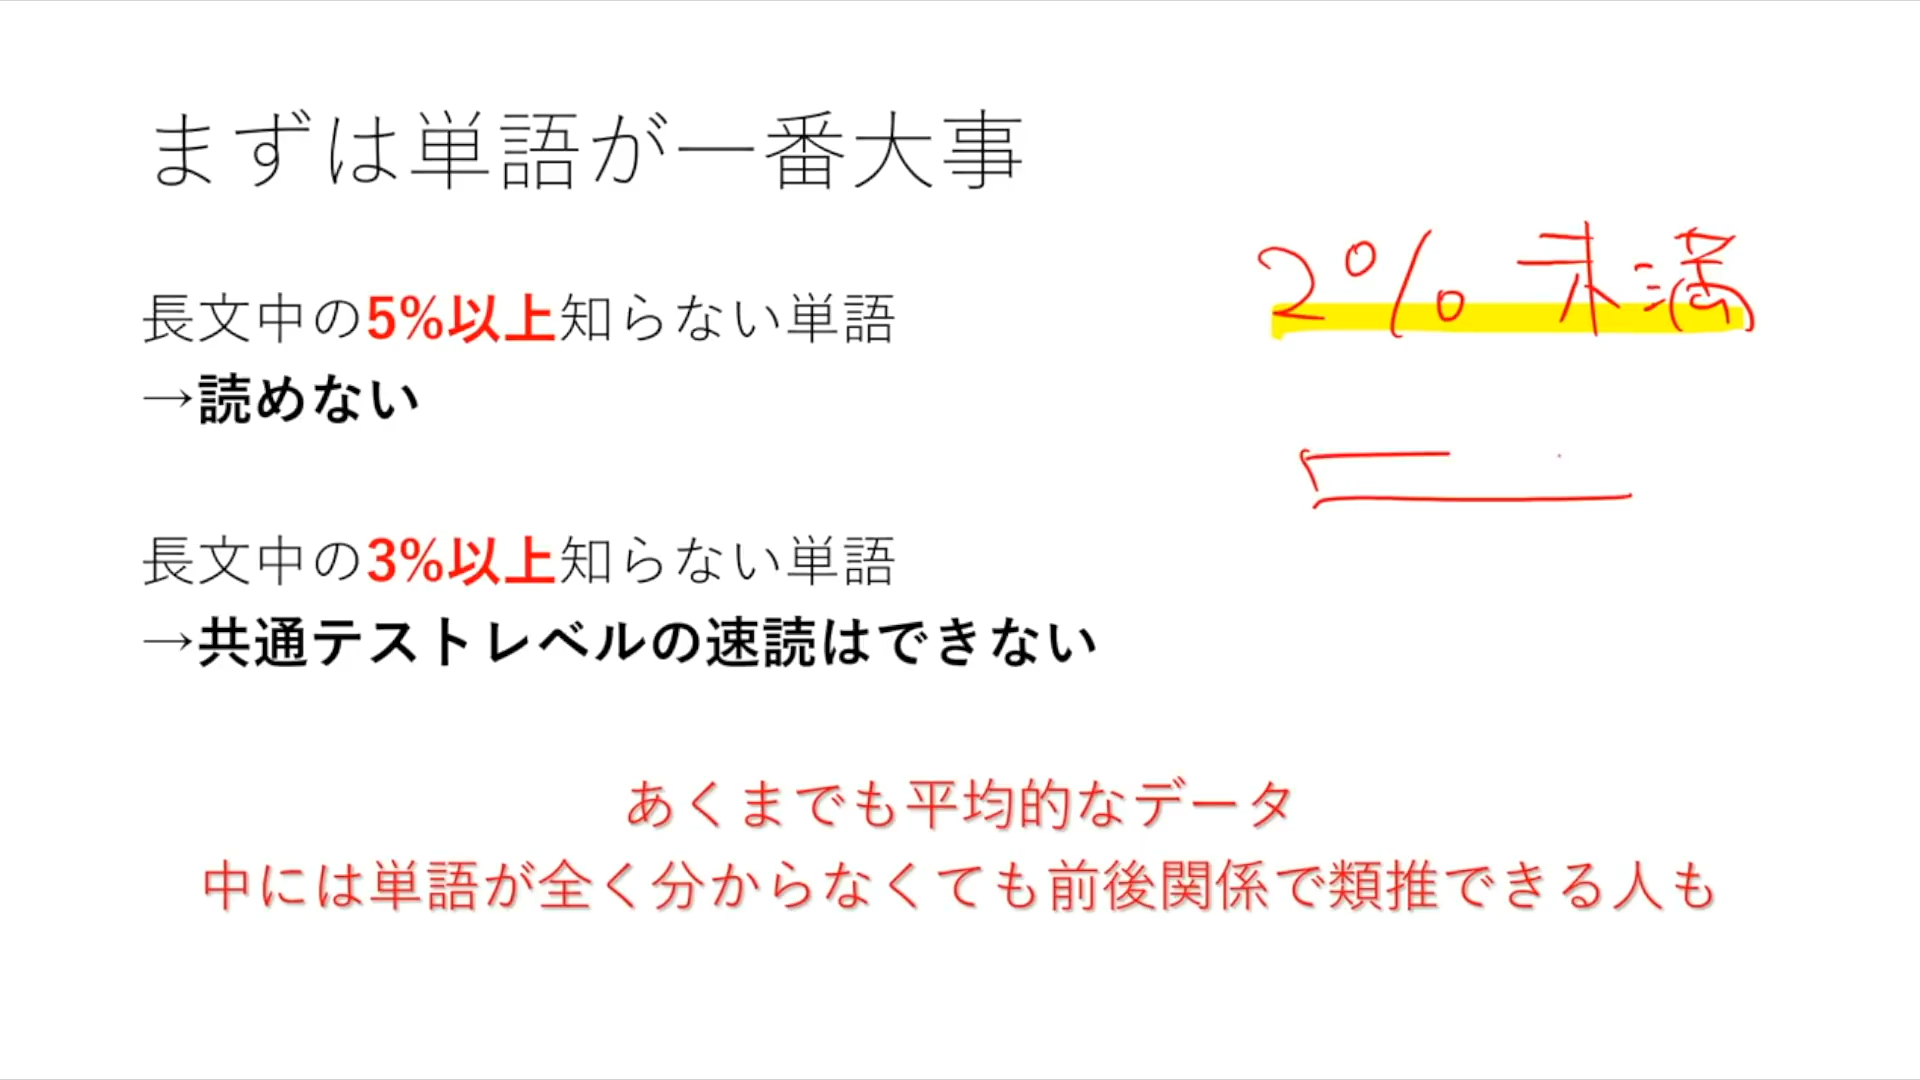 まずは単語が一番大事
2% 未満
長文中の5%以上知らない単語
→読めない
長文中の3%以上知らない単語
→共通テストレベルの速読はできない
あくまでも平均的なデータ
中には単語が全く分からなくても前後関係で類推できる人も